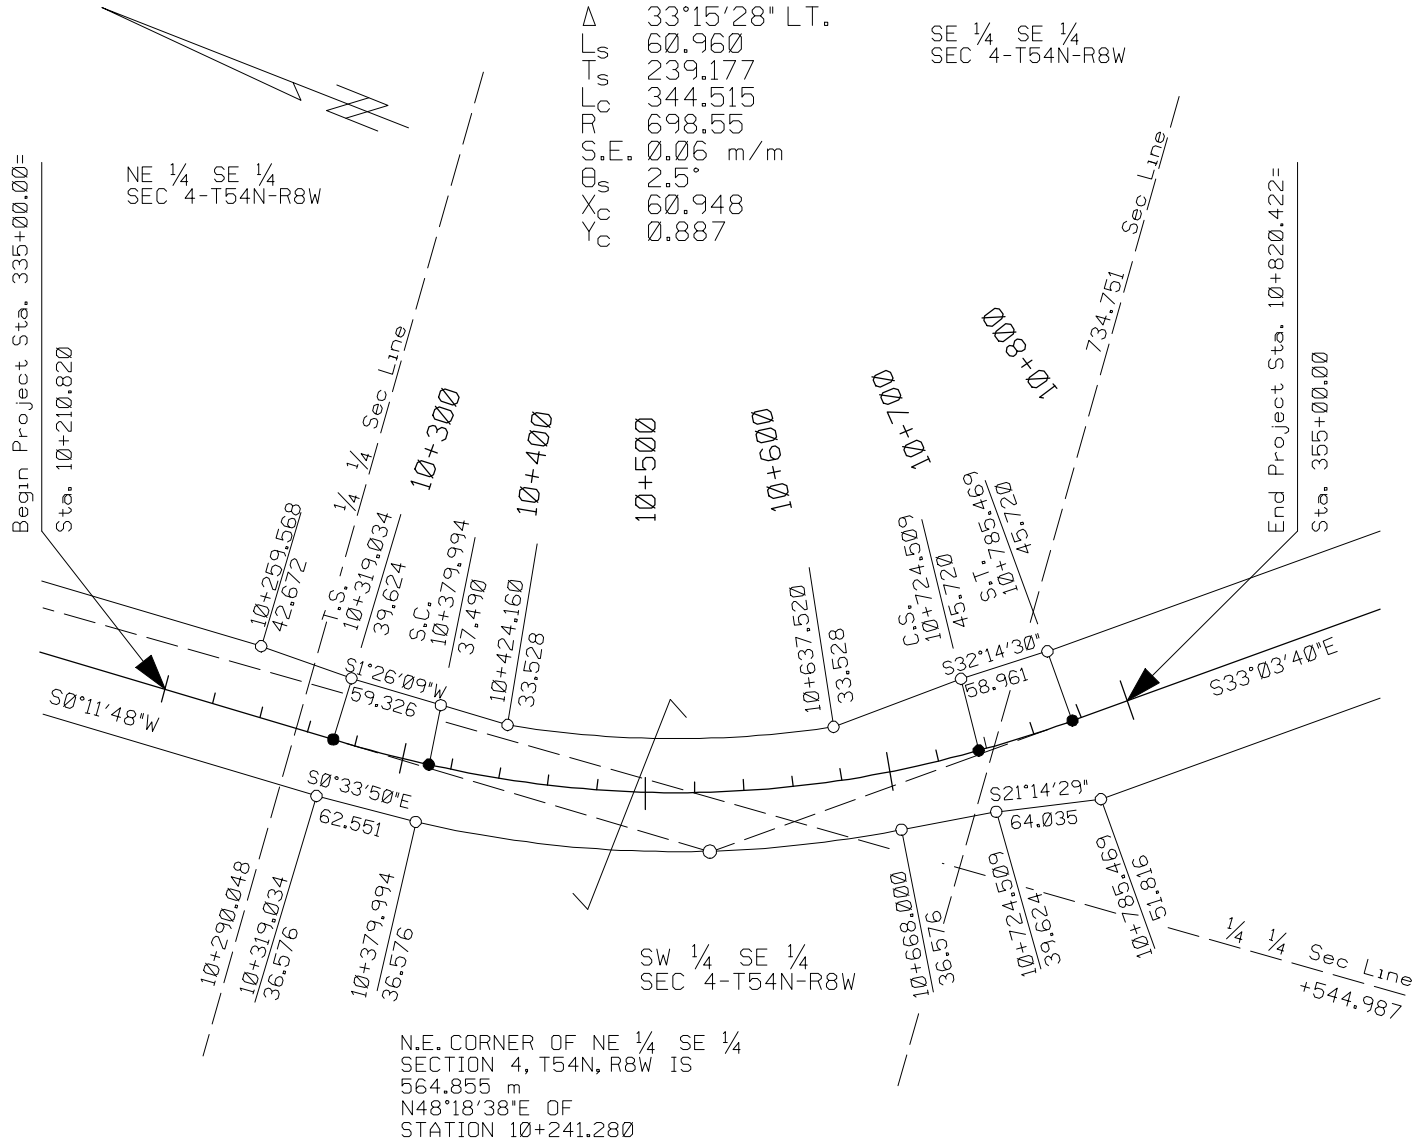 Δ 33°15'28" LT.
Ls 60.960
Ts 239.177
Lc 344.515
R 698.55
S.E. 0.06 m/m
θs 2.5°
Xc 60.948
Yc 0.887
SE 1/4 SE 1/4
SEC 4-T54N-R8W
NE 1/4 SE 1/4
SEC 4-T54N-R8W
Begin Project Sta. 335+00.00=
Sta. 10+210.820
1/4 1/4 Sec Line
734.751 Sec Line
End Project Sta. 10+820.422=
Sta. 355+00.00
10+300
10+400
10+500
10+600
10+700
10+800
10+259.568
42.672
T.S.
10+319.034
39.624
S.C.
10+379.994
37.490
10+424.160
33.528
10+637.520
33.528
C.S.
10+724.509
45.720
S.T.
10+785.469
45.720
S0°11'48"W
S1°26'09"W
59.326
S32°14'30"
58.961
S33°03'40"E
S0°33'50"E
62.551
S21°14'29"
64.035
10+290.048
10+319.034
36.576
10+379.994
36.576
10+668.000
36.576
10+724.509
39.624
10+785.469
51.816
1/4 1/4 Sec Line
+544.987
SW 1/4 SE 1/4
SEC 4-T54N-R8W
N.E. CORNER OF NE 1/4 SE 1/4
SECTION 4, T54N, R8W IS
564.855 m
N48°18'38"E OF
STATION 10+241.280